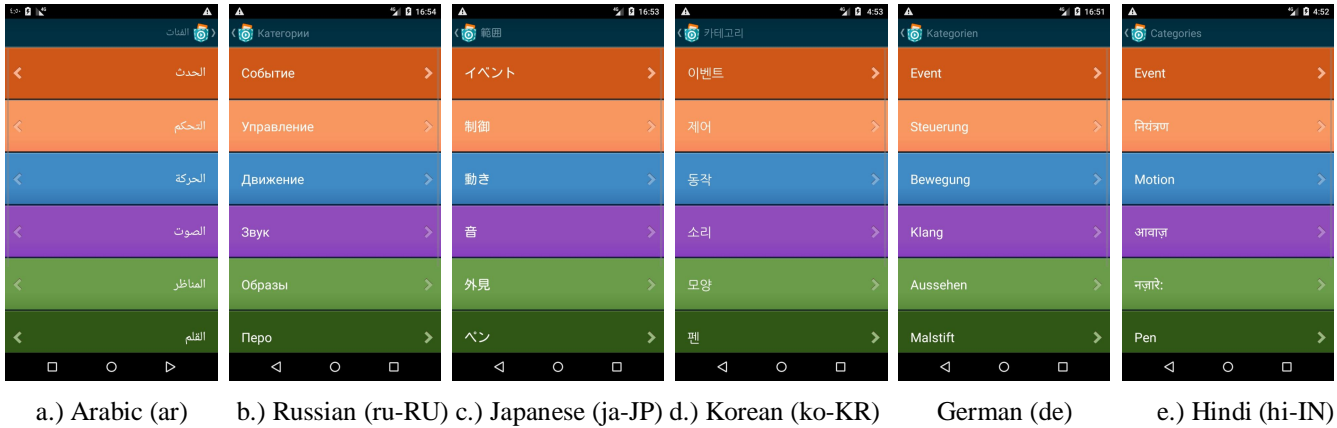 ٤:٥٠
الفئات
الحدث
التحكم
الحركة
الصوت
المناظر
القلم
16:54
Категории
Событие
Управление
Движение
Звук
Образы
Перо
16:53
範囲
イベント
制御
動き
音
外見
ペン
4:53
카테고리
이벤트
제어
동작
소리
모양
펜
16:51
Kategorien
Event
Steuerung
Bewegung
Klang
Aussehen
Malstift
4:52
Categories
Event
नियंत्रण
Motion
आवाज़
नज़ारे:
Pen
a.) Arabic (ar) b.) Russian (ru-RU) c.) Japanese (ja-JP) d.) Korean (ko-KR) German (de) e.) Hindi (hi-IN)